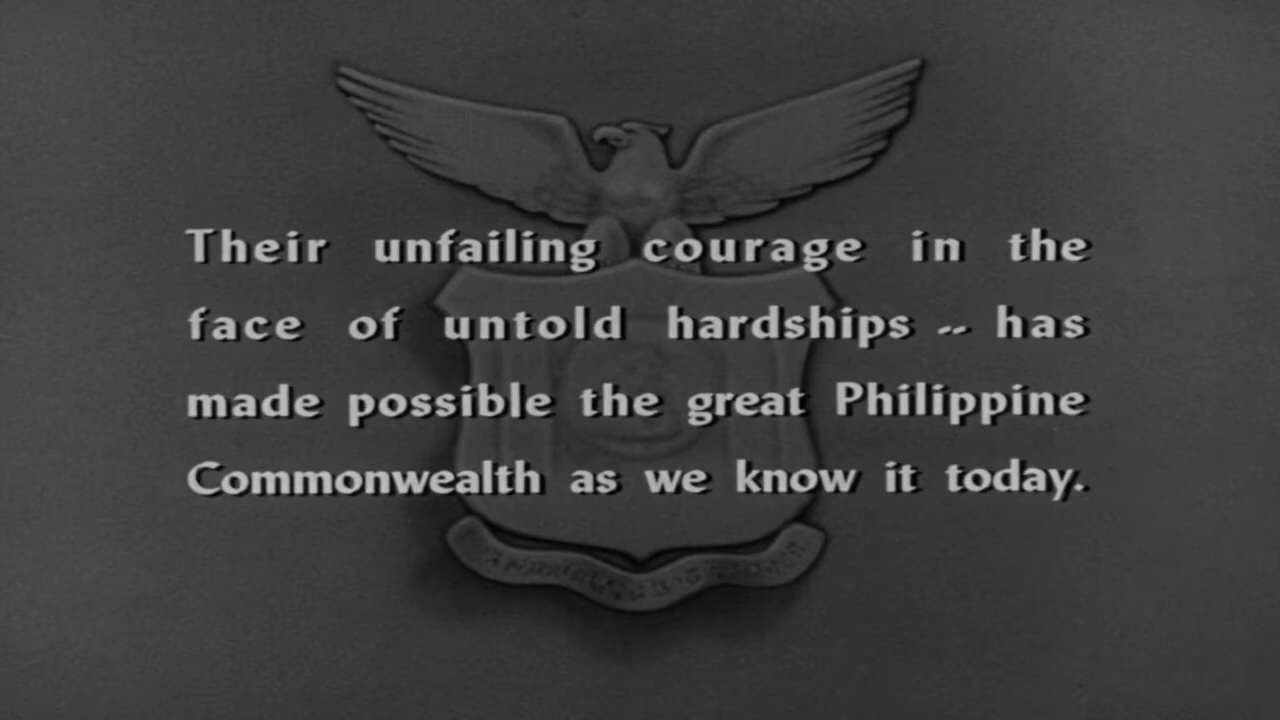 Their unfailing courage in the
face of untold hardships -- has
made possible the great Philippine
Commonwealth as we know it today.